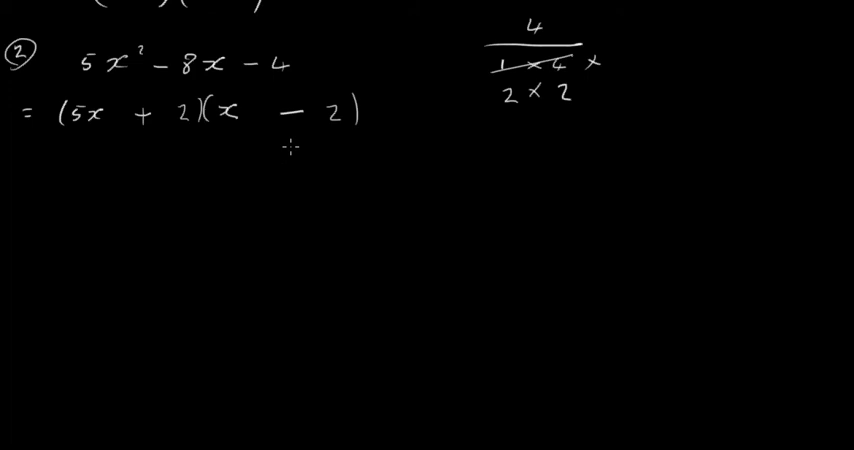 ② 5x² - 8x - 4
= (5x + 2)(x - 2)
4
1 × 4 ×
2 × 2